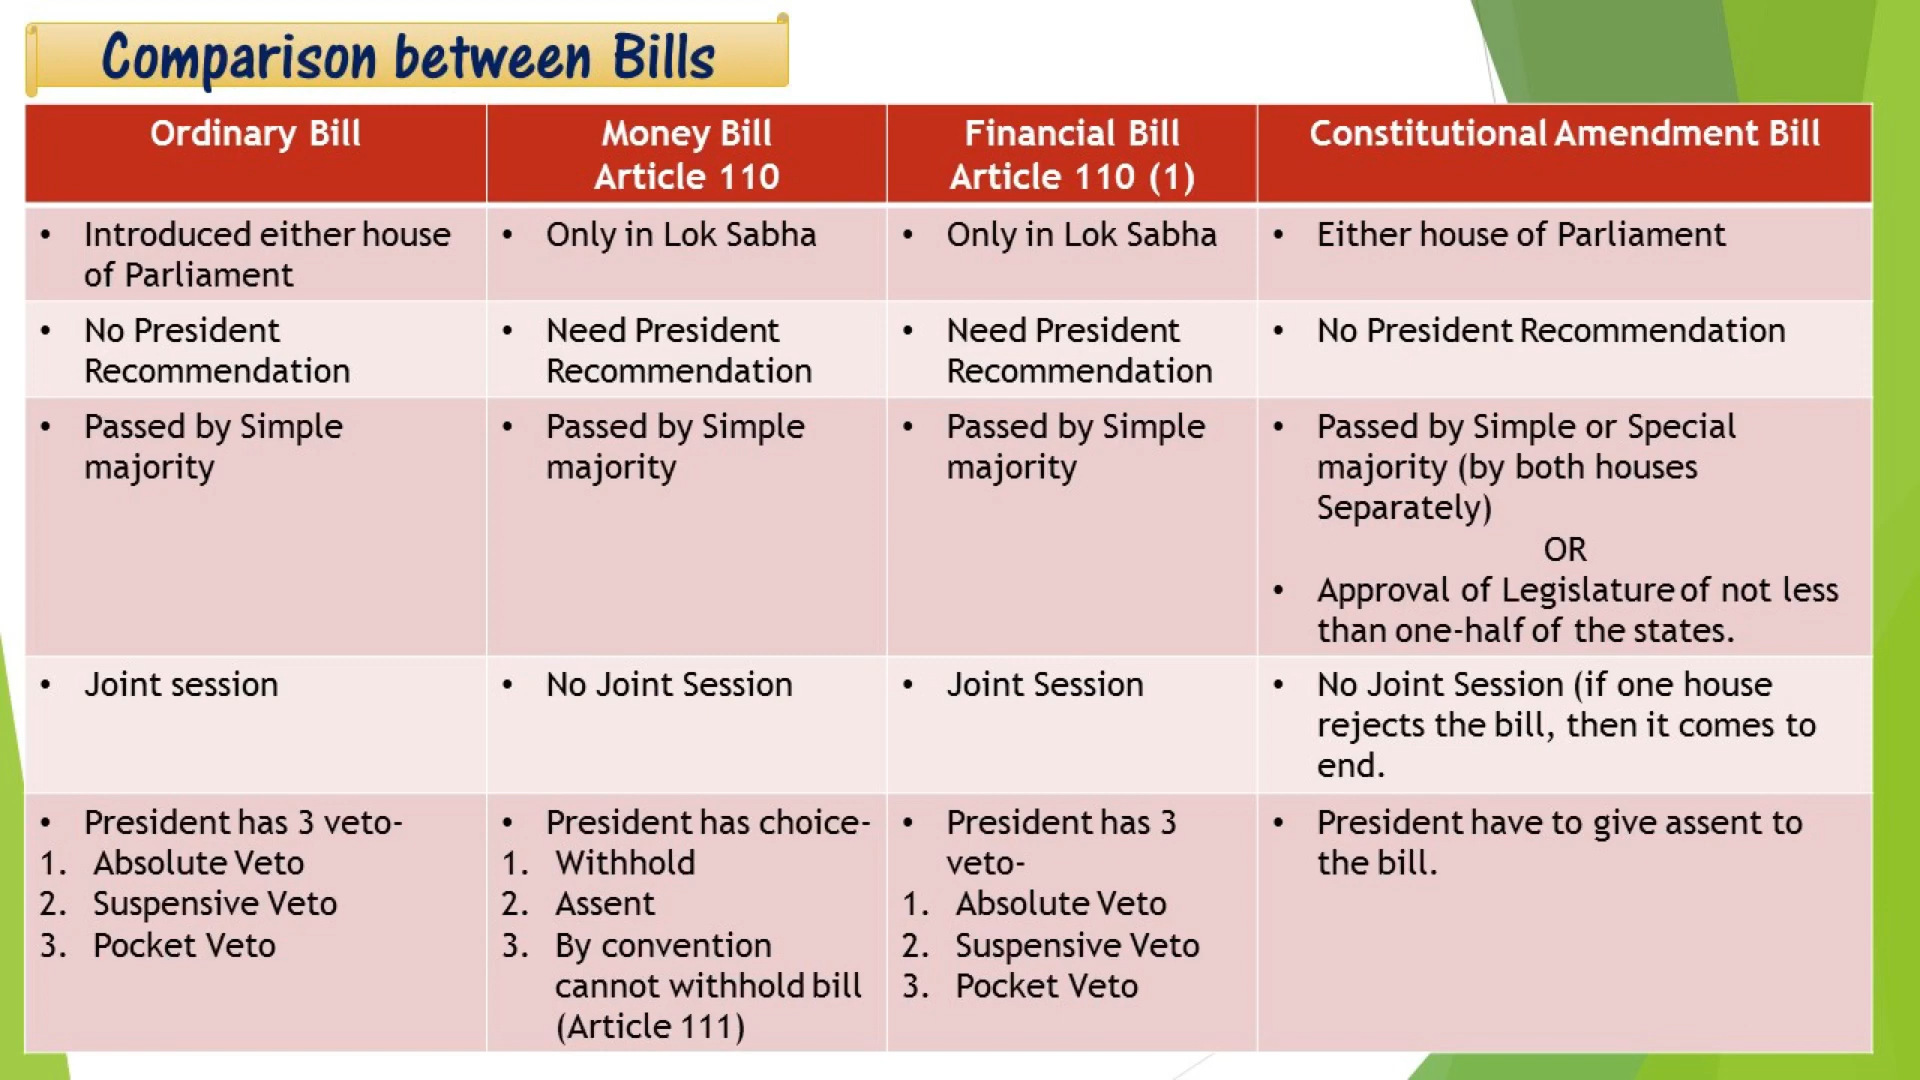 Comparison between Bills
Ordinary Bill
Money Bill
Article 110
Financial Bill
Article 110 (1)
Constitutional Amendment Bill
• Introduced either house
of Parliament
• Only in Lok Sabha
• Only in Lok Sabha
• Either house of Parliament
• No President
Recommendation
• Need President
Recommendation
• Need President
Recommendation
• No President Recommendation
• Passed by Simple
majority
• Passed by Simple
majority
• Passed by Simple
majority
• Passed by Simple or Special
majority (by both houses
Separately)
OR
• Approval of Legislature of not less
than one-half of the states.
• Joint session
• No Joint Session
• Joint Session
• No Joint Session (if one house
rejects the bill, then it comes to
end.
• President has 3 veto-
1. Absolute Veto
2. Suspensive Veto
3. Pocket Veto
• President has choice-
1. Withhold
2. Assent
3. By convention
cannot withhold bill
(Article 111)
• President has 3
veto-
1. Absolute Veto
2. Suspensive Veto
3. Pocket Veto
• President have to give assent to
the bill.